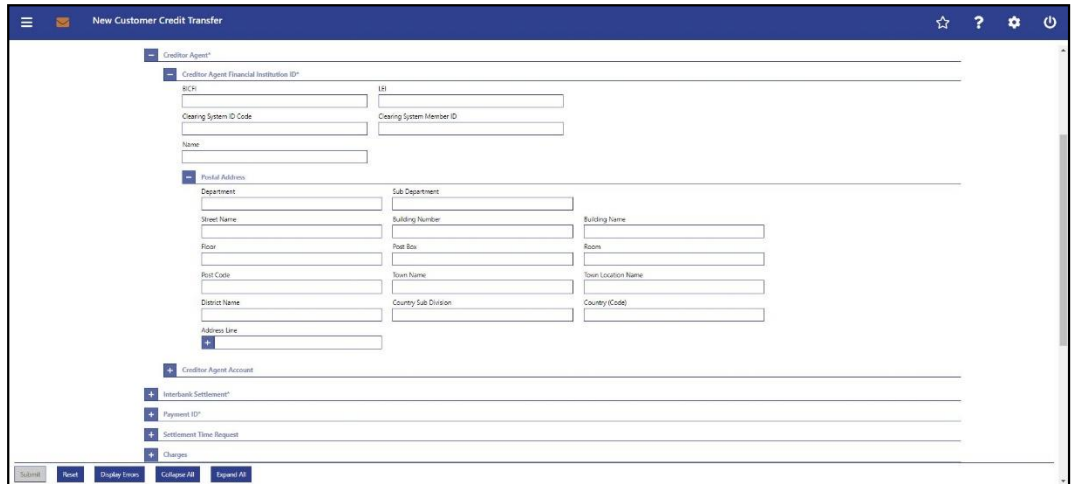 New Customer Credit Transfer
Creditor Agent*
Creditor Agent Financial Institution ID*
BICFI LEI
Clearing System ID Code Clearing System Member ID
Name
Postal Address
Department Sub Department
Street Name Building Number Building Name
Floor Post Box Room
Post Code Town Name Town Location Name
District Name Country Sub Division Country (Code)
Address Line
Creditor Agent Account
Interbank Settlement*
Payment ID*
Settlement Time Request
Charges
Submit Reset Display Errors Collapse All Expand All